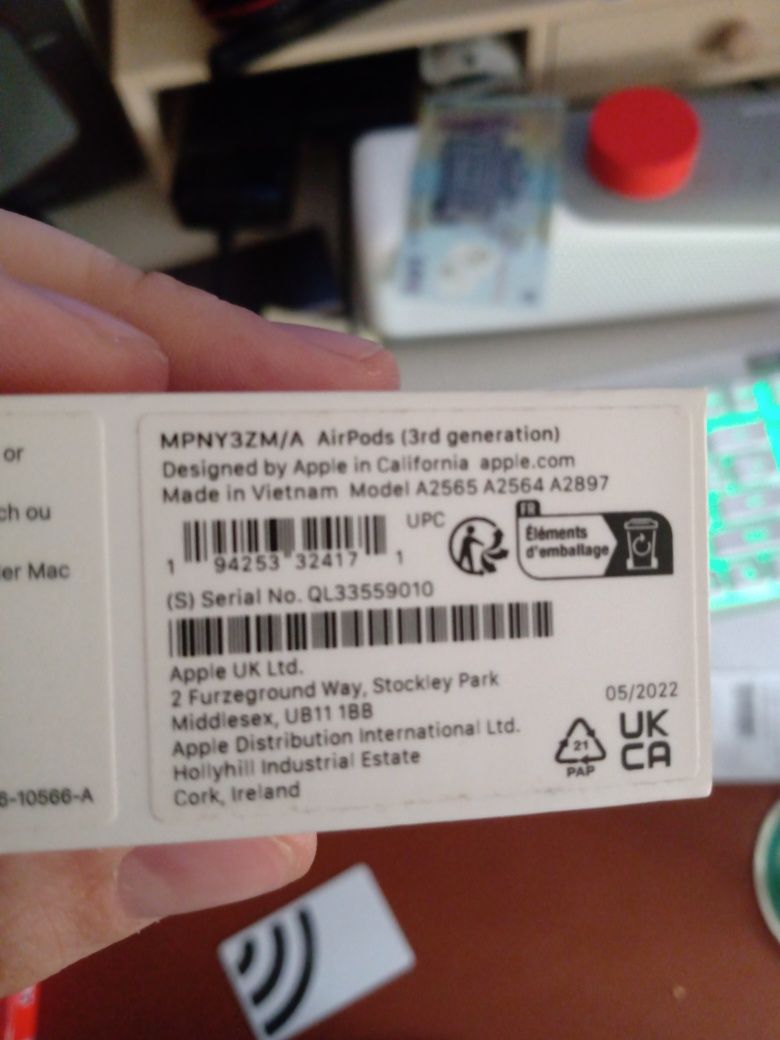 or
ch ou
er Mac
6-10566-A
MPNY3ZM/A AirPods (3rd generation)
Designed by Apple in California apple.com
Made in Vietnam Model A2565 A2564 A2897
UPC
1 94253 32417 1
FR
Éléments
d'emballage
(S) Serial No. QL33559010
Apple UK Ltd.
2 Furzeground Way, Stockley Park
Middlesex, UB11 1BB
Apple Distribution International Ltd.
Hollyhill Industrial Estate
Cork, Ireland
05/2022
21
PAP
UK
CA